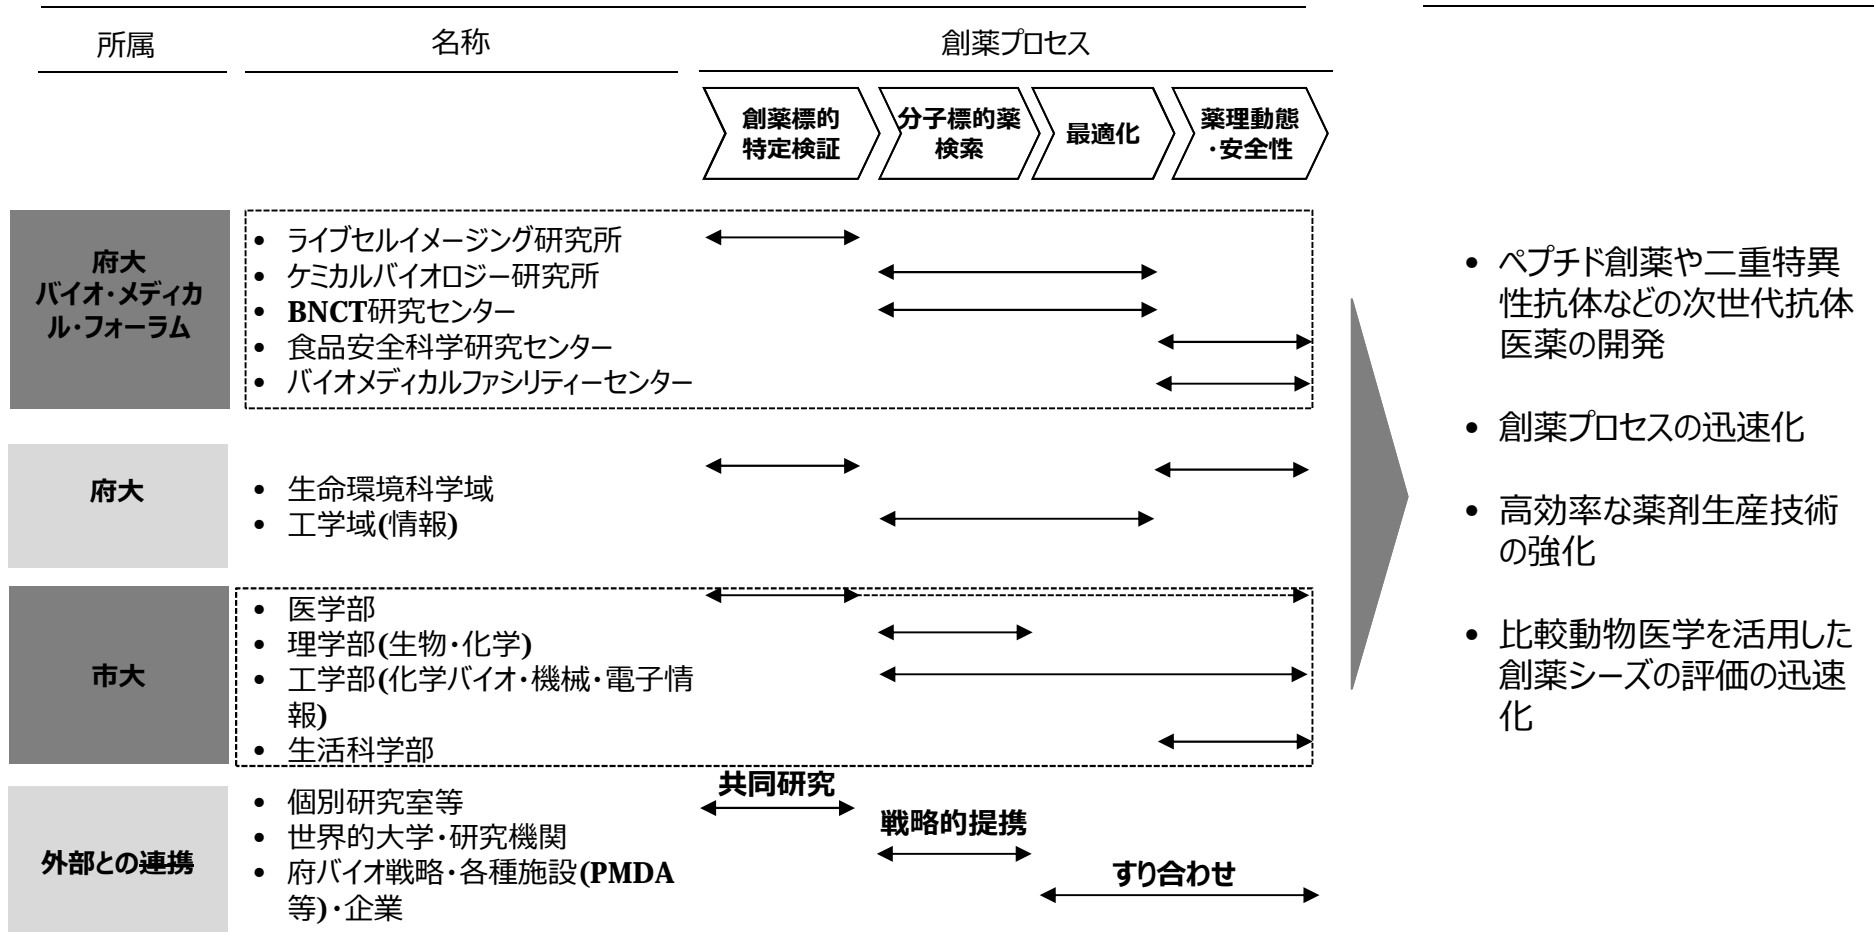 所属
名称
創薬プロセス
創薬標的
特定検証
分子標的薬
検索
最適化
薬理動態
・安全性
府大
バイオ・メディカ
ル・フォーラム
• ライブセルイメージング研究所
• ケミカルバイオロジー研究所
• BNCT研究センター
• 食品安全科学研究センター
• バイオメディカルファシリティーセンター
府大
• 生命環境科学域
• 工学域(情報)
市大
• 医学部
• 理学部(生物・化学)
• 工学部(化学バイオ・機械・電子情
報)
• 生活科学部
外部との連携
• 個別研究室等
• 世界的大学・研究機関
• 府バイオ戦略・各種施設(PMDA
等)・企業
共同研究
戦略的提携
すり合わせ
• ペプチド創薬や二重特異
性抗体などの次世代抗体
医薬の開発
• 創薬プロセスの迅速化
• 高効率な薬剤生産技術
の強化
• 比較動物医学を活用した
創薬シーズの評価の迅速
化